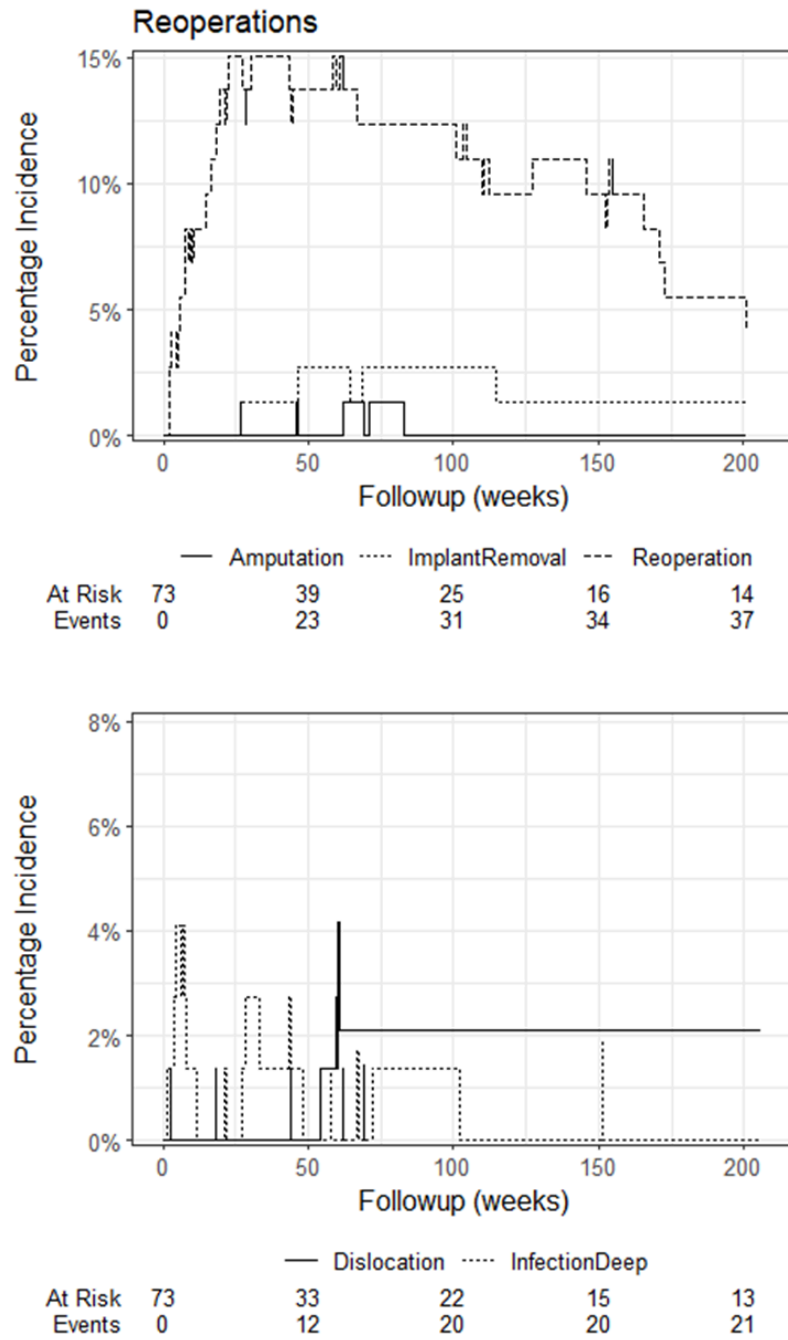 Reoperations
15%
10%
5%
0%
Percentage Incidence
0 50 100 150 200
Followup (weeks)
Amputation ImplantRemoval Reoperation
At Risk 73 39 25 16 14
Events 0 23 31 34 37
8%
6%
4%
2%
0%
Percentage Incidence
0 50 100 150 200
Followup (weeks)
Dislocation InfectionDeep
At Risk 73 33 22 15 13
Events 0 12 20 20 21